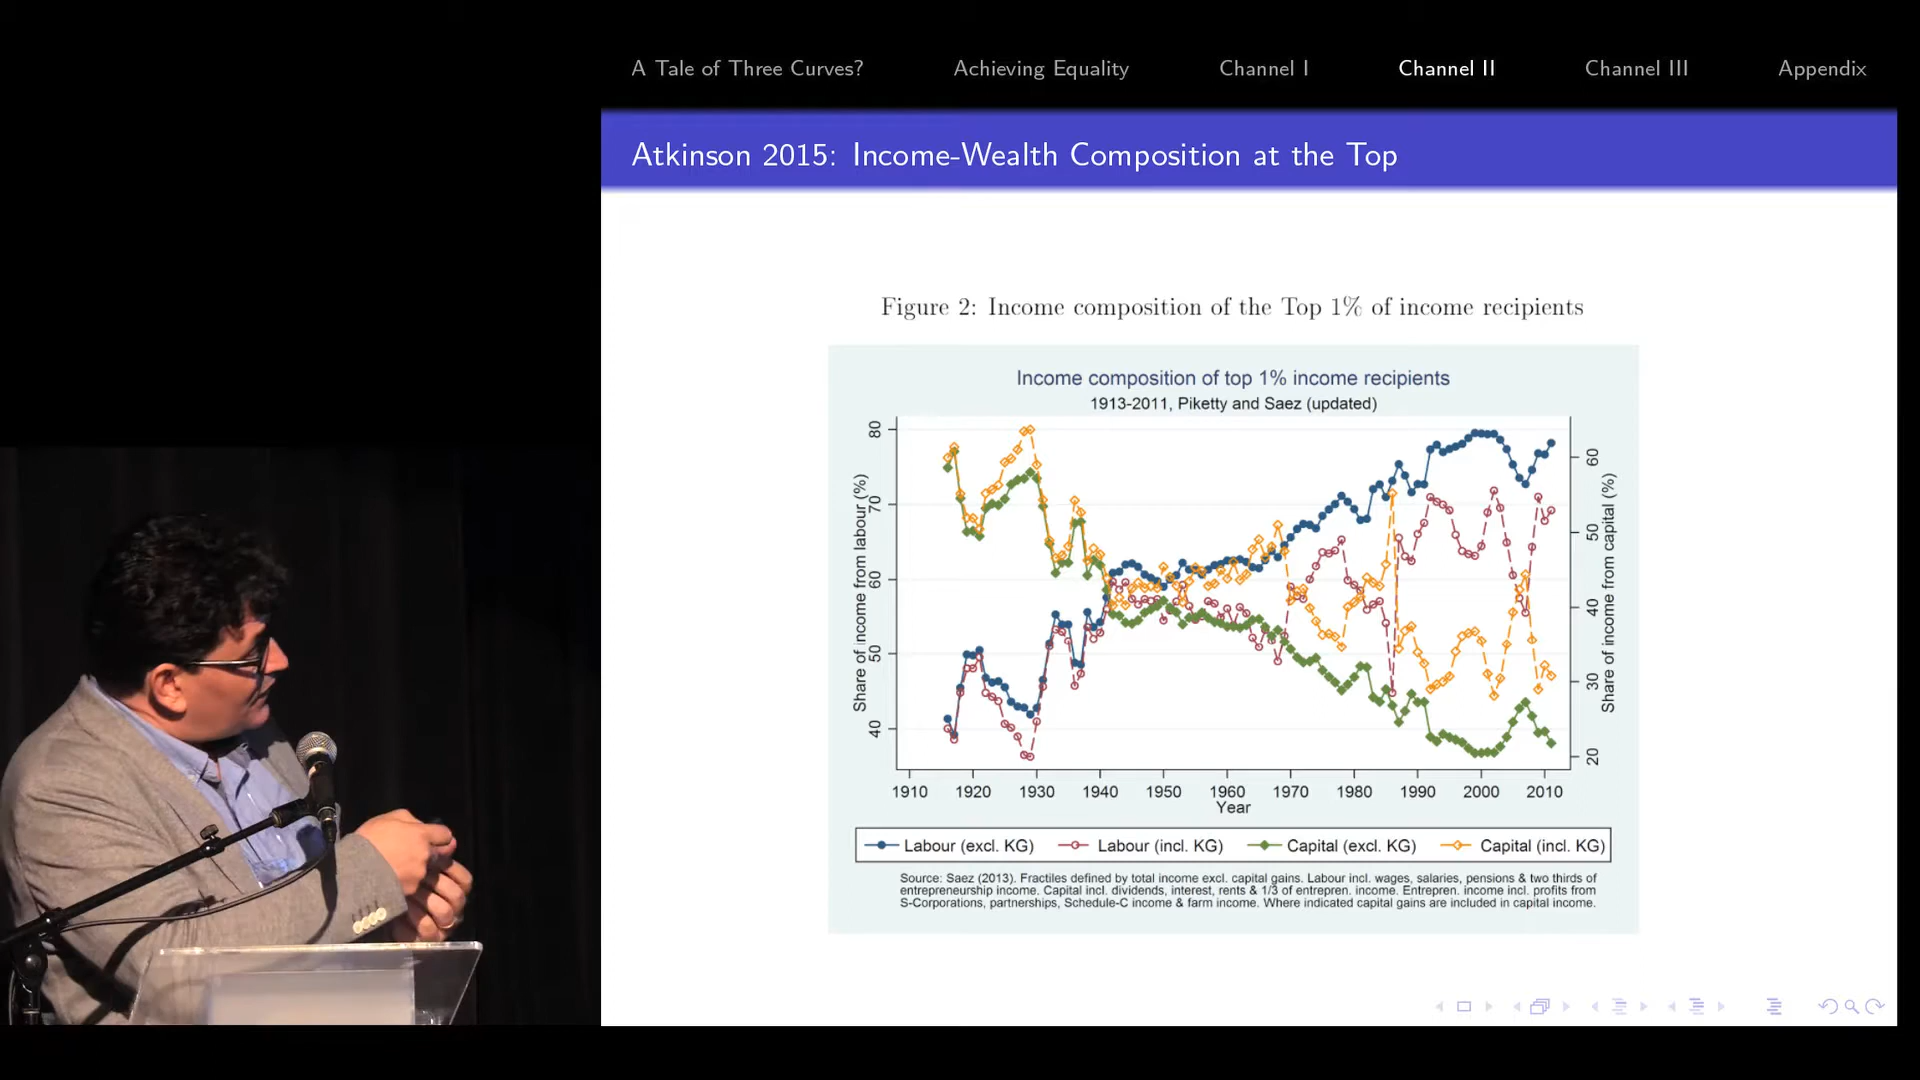 A Tale of Three Curves? Achieving Equality Channel I Channel II Channel III Appendix
Atkinson 2015: Income-Wealth Composition at the Top
Figure 2: Income composition of the Top 1% of income recipients
Income composition of top 1% income recipients
1913-2011, Piketty and Saez (updated)
Share of income from labour (%)
80
70
60
50
40
Share of income from capital (%)
60
50
40
30
20
1910 1920 1930 1940 1950 1960 1970 1980 1990 2000 2010
Year
Labour (excl. KG) Labour (incl. KG) Capital (excl. KG) Capital (incl. KG)
Source: Saez (2013). Fractiles defined by total income excl. capital gains. Labour incl. wages, salaries, pensions & two thirds of
entrepreneurship income. Capital incl. dividends, interest, rents & 1/3 of entrepren. income. Entrepren. income incl. profits from
S-Corporations, partnerships, Schedule-C income & farm income. Where indicated capital gains are included in capital income.